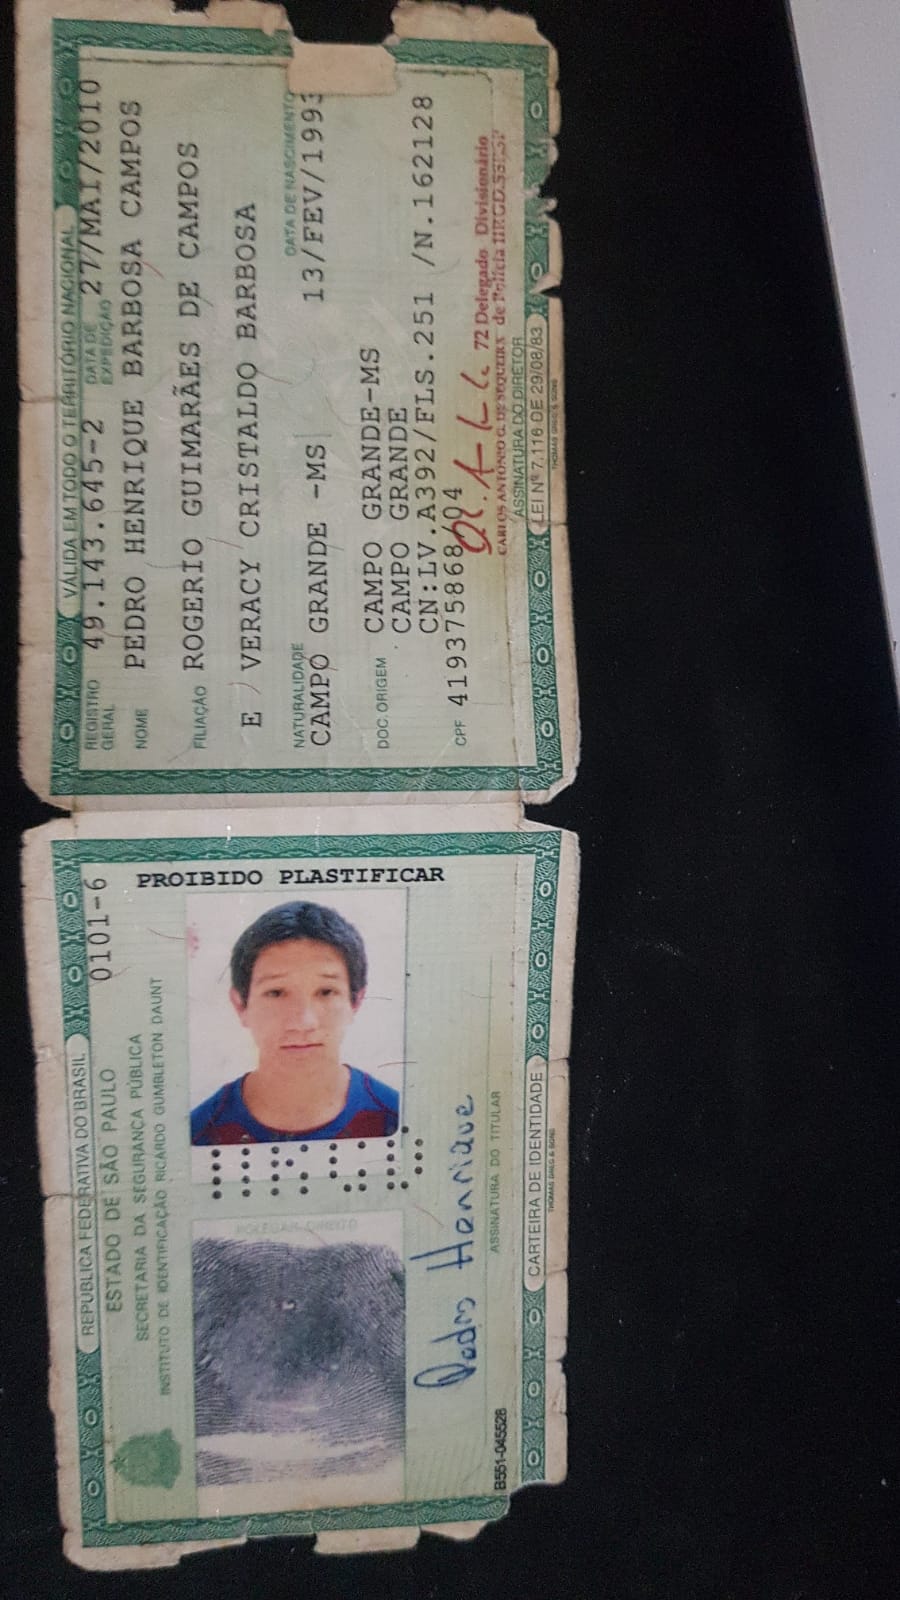 VÁLIDA EM TODO O TERRITÓRIO NACIONAL
REGISTRO GERAL 49.143.645-2 DATA DE EXPEDIÇÃO 27/MAI/2010
NOME PEDRO HENRIQUE BARBOSA CAMPOS
FILIAÇÃO ROGERIO GUIMARÃES DE CAMPOS
E VERACY CRISTALDO BARBOSA
NATURALIDADE DATA DE NASCIMENTO
CAMPO GRANDE -MS 13/FEV/1993
DOC. ORIGEM CAMPO GRANDE-MS
CAMPO GRANDE
CN:LV.A392/FLS.251 /N.162128
CPF 419375868/04
72 Delegado Divisionário
CARLOS ANTONIO G. DE SEQUEIRA de Polícia
ASSINATURA DO DIRETOR
LEI Nº 7.116 DE 29/08/83
THOMAS GREG & SONS
REPÚBLICA FEDERATIVA DO BRASIL
0101-6
ESTADO DE SÃO PAULO
SECRETARIA DA SEGURANÇA PÚBLICA
INSTITUTO DE IDENTIFICAÇÃO RICARDO GUMBLETON DAUNT
PROIBIDO PLASTIFICAR
POLEGAR DIREITO
Pedro Henrique
ASSINATURA DO TITULAR
B551-045528
CARTEIRA DE IDENTIDADE
THOMAS GREG & SONS